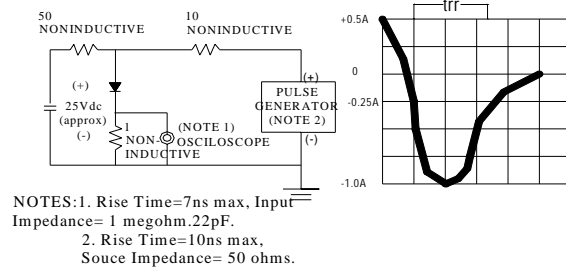 50
NONINDUCTIVE
10
NONINDUCTIVE
trr
+0.5A
0
-0.25A
-1.0A
(+)
25Vdc
(approx)
(-)
1
NON-
INDUCTIVE
(NOTE 1)
OSCILOSCOPE
(+)
PULSE
GENERATOR
(NOTE 2)
(-)
NOTES:1. Rise Time=7ns max, Input
Impedance= 1 megohm.22pF.
2. Rise Time=10ns max,
Souce Impedance= 50 ohms.